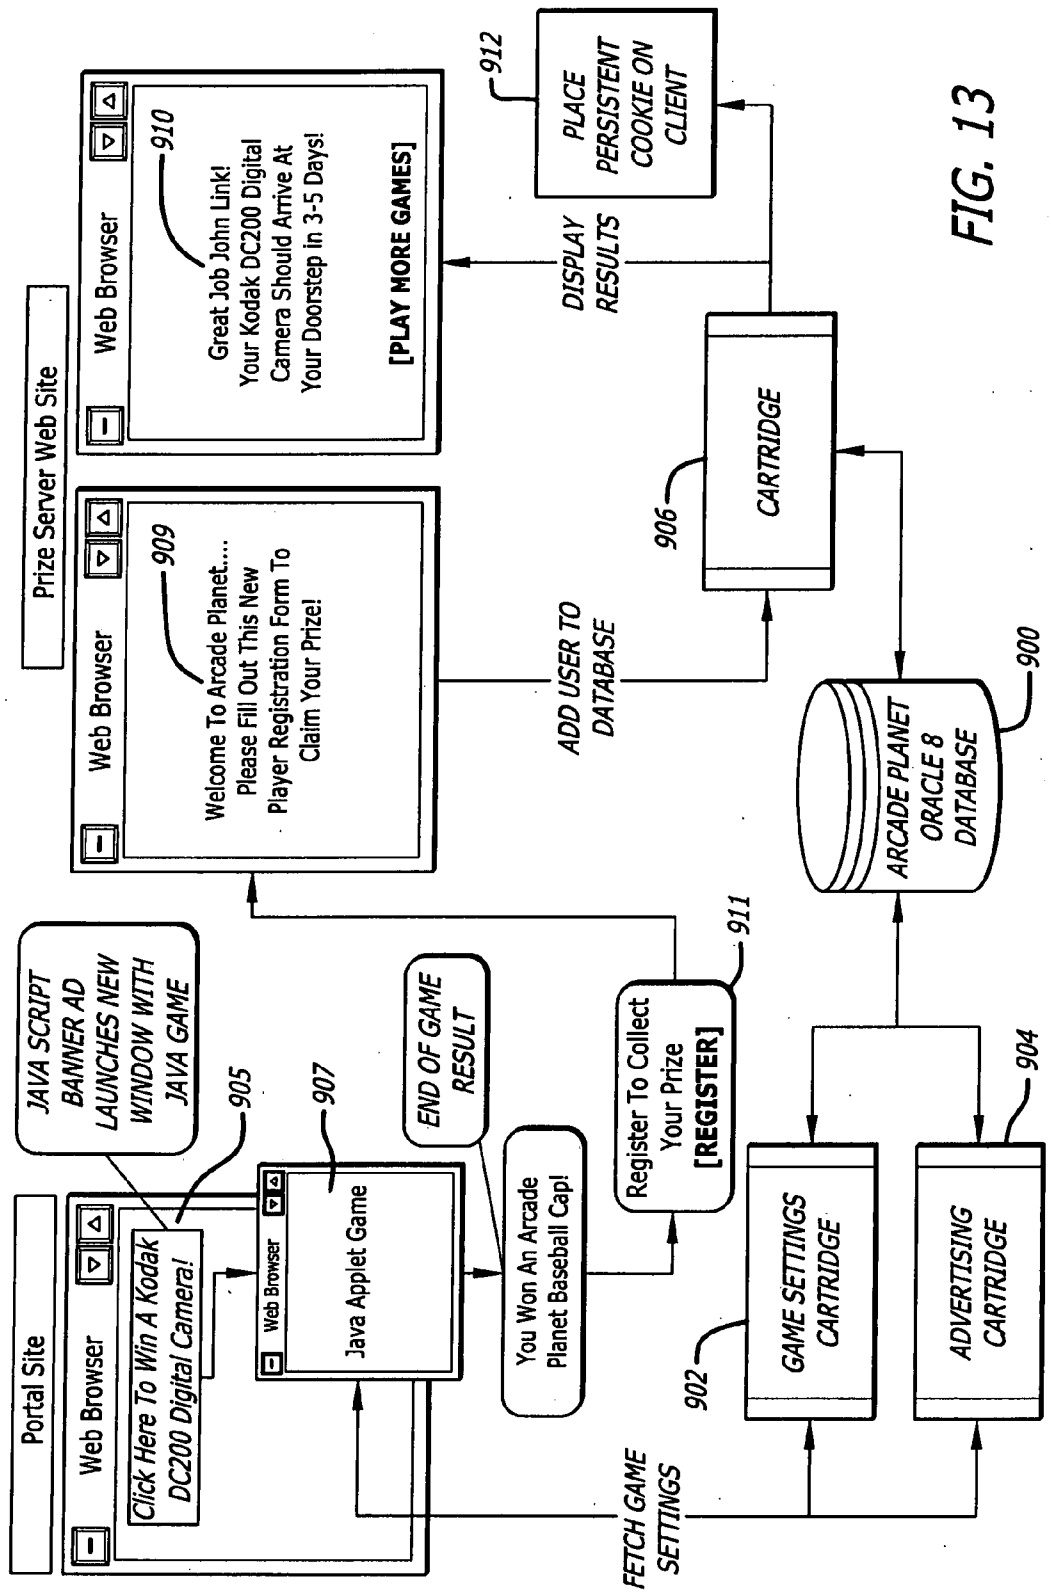 Portal Site
Web Browser
Click Here To Win A Kodak
DC200 Digital Camera!
905
JAVA SCRIPT
BANNER AD
LAUNCHES NEW
WINDOW WITH
JAVA GAME
Web Browser
Java Applet Game
907
END OF GAME
RESULT
You Won An Arcade
Planet Baseball Cap!
Register To Collect
Your Prize
[REGISTER]
911
FETCH GAME
SETTINGS
902
GAME SETTINGS
CARTRIDGE
ADVERTISING
CARTRIDGE
904
Prize Server Web Site
Web Browser
909
Welcome To Arcade Planet....
Please Fill Out This New
Player Registration Form To
Claim Your Prize!
Web Browser
910
Great Job John Link!
Your Kodak DC200 Digital
Camera Should Arrive At
Your Doorstep in 3-5 Days!
[PLAY MORE GAMES]
ADD USER TO
DATABASE
DISPLAY
RESULTS
912
PLACE
PERSISTENT
COOKIE ON
CLIENT
906
CARTRIDGE
ARCADE PLANET
ORACLE 8
DATABASE
900
FIG. 13